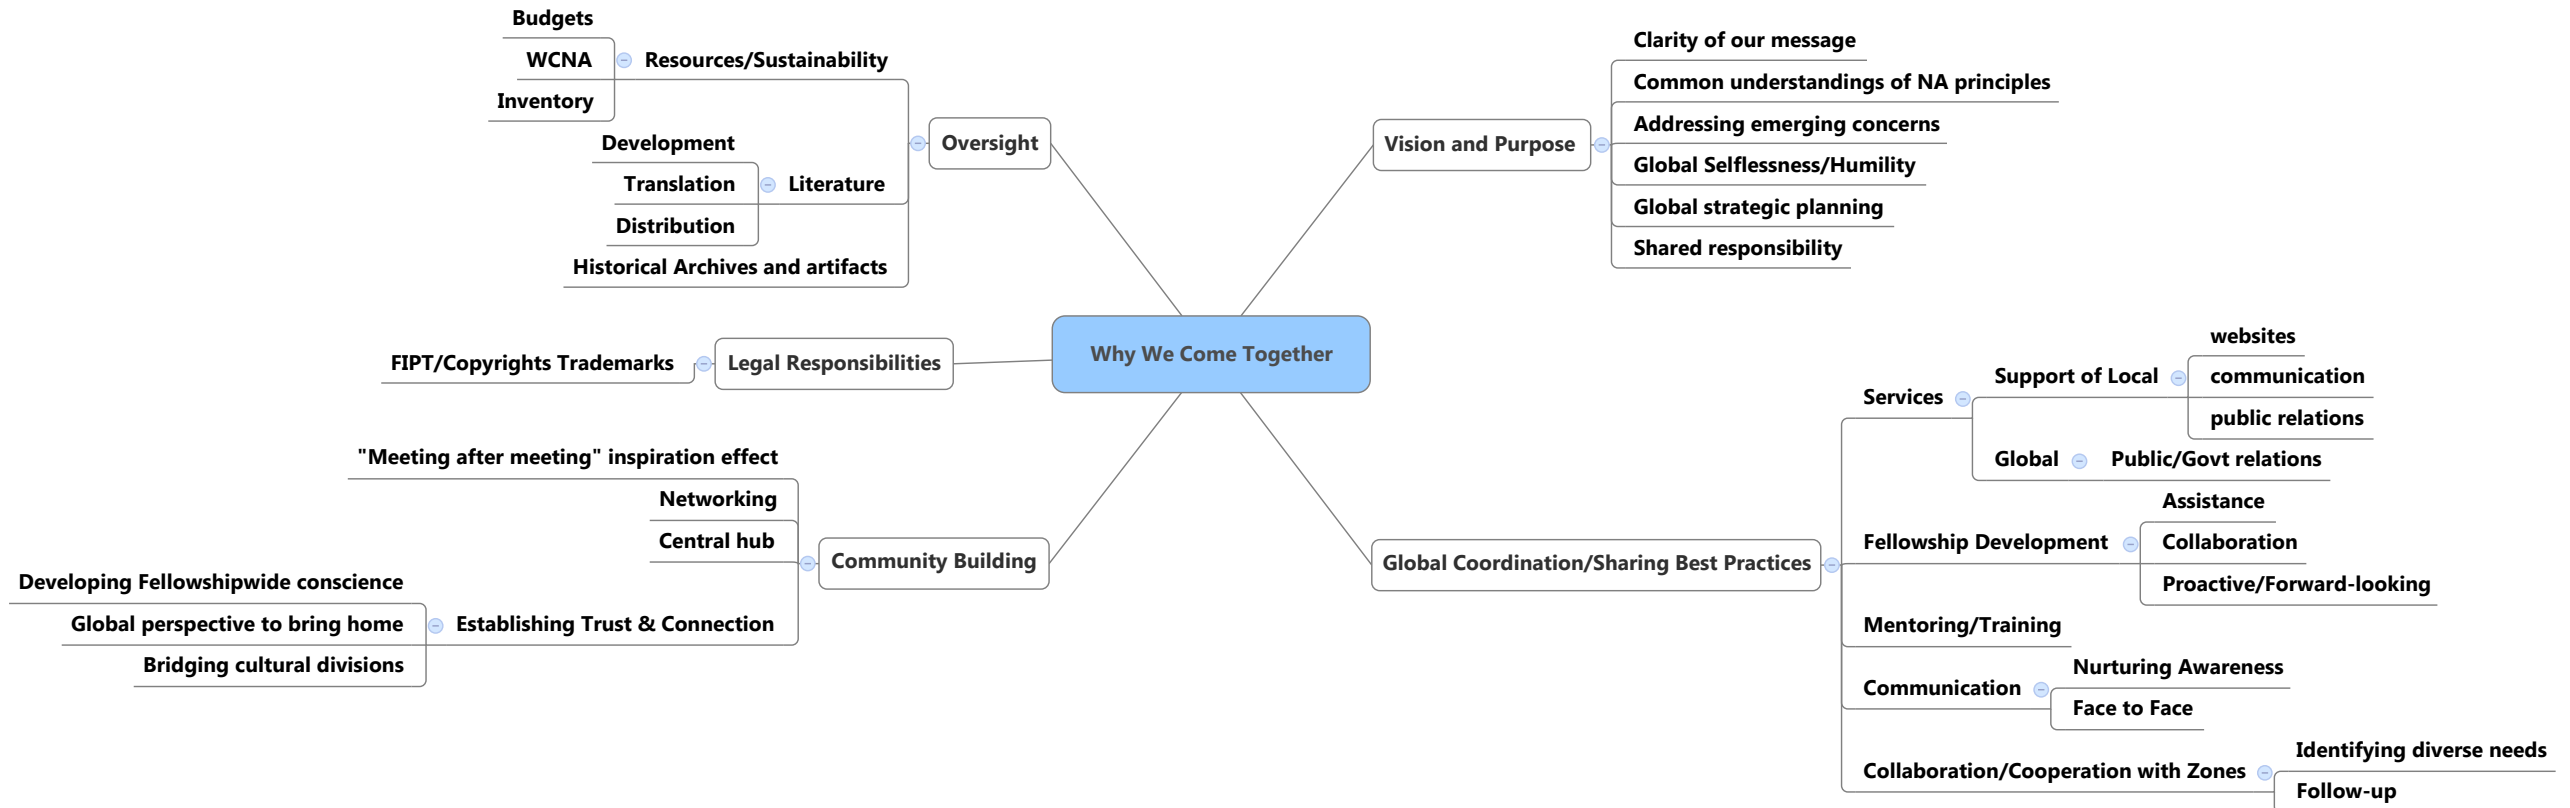 Why We Come Together
Vision and Purpose
Clarity of our message
Common understandings of NA principles
Addressing emerging concerns
Global Selflessness/Humility
Global strategic planning
Shared responsibility
Global Coordination/Sharing Best Practices
Services
Support of Local
websites
communication
public relations
Global
Public/Govt relations
Fellowship Development
Assistance
Collaboration
Proactive/Forward-looking
Mentoring/Training
Communication
Nurturing Awareness
Face to Face
Collaboration/Cooperation with Zones
Identifying diverse needs
Follow-up
Community Building
"Meeting after meeting" inspiration effect
Networking
Central hub
Establishing Trust & Connection
Developing Fellowshipwide conscience
Global perspective to bring home
Bridging cultural divisions
Legal Responsibilities
FIPT/Copyrights Trademarks
Oversight
Resources/Sustainability
Budgets
WCNA
Inventory
Literature
Development
Translation
Distribution
Historical Archives and artifacts